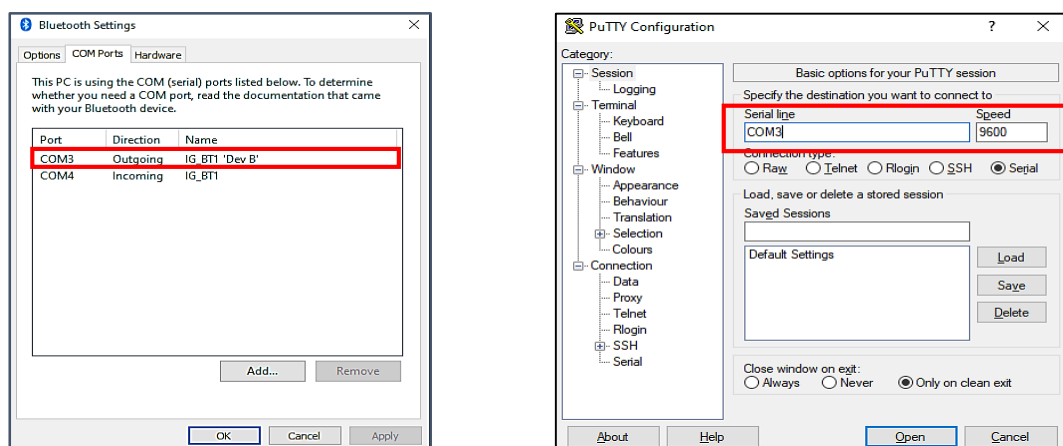 Bluetooth Settings
Options COM Ports Hardware
This PC is using the COM (serial) ports listed below. To determine
whether you need a COM port, read the documentation that came
with your Bluetooth device.
Port Direction Name
COM3 Outgoing IG_BT1 'Dev B'
COM4 Incoming IG_BT1
Add... Remove
OK Cancel Apply
PuTTY Configuration ?
Category:
Session
Logging
Terminal
Keyboard
Bell
Features
Window
Appearance
Behaviour
Translation
Selection
Colours
Connection
Data
Proxy
Telnet
Rlogin
SSH
Serial
Basic options for your PuTTY session
Specify the destination you want to connect to
Serial line Speed
COM3 9600
Connection type:
Raw Telnet Rlogin SSH Serial
Load, save or delete a stored session
Saved Sessions
Default Settings
Load
Save
Delete
Close window on exit:
Always Never Only on clean exit
About Help Open Cancel